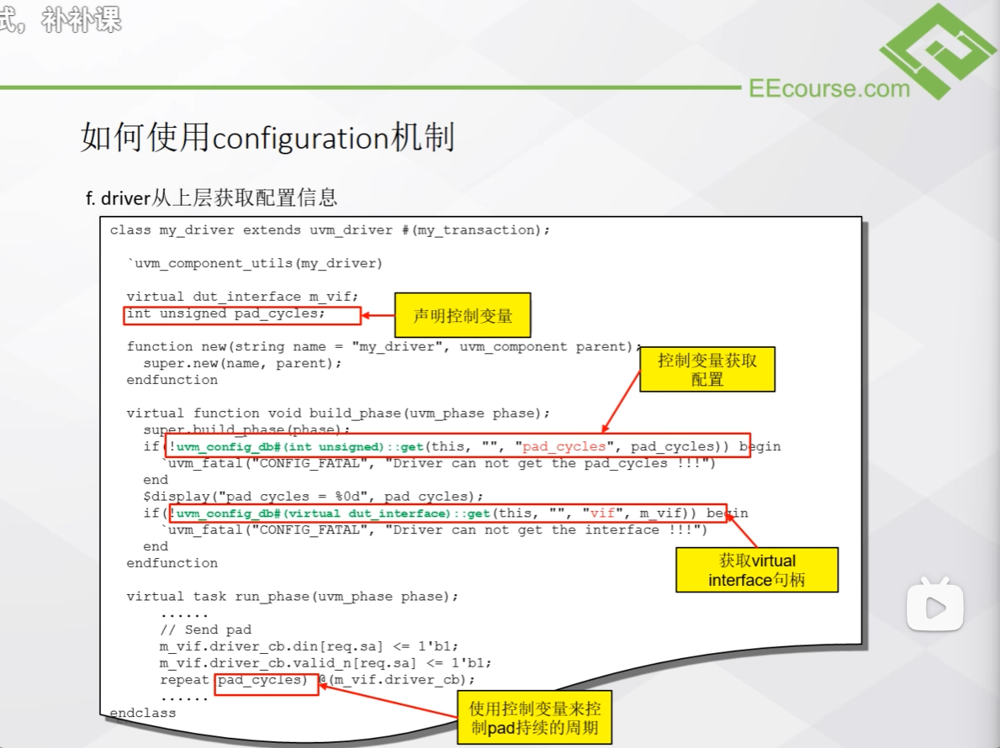 式，补补课
EEcourse.com
如何使用configuration机制
f. driver从上层获取配置信息
class my_driver extends uvm_driver #(my_transaction);
`uvm_component_utils(my_driver)
virtual dut_interface m_vif;
int unsigned pad_cycles;
声明控制变量
function new(string name = "my_driver", uvm_component parent);
super.new(name, parent);
endfunction
控制变量获取
配置
virtual function void build_phase(uvm_phase phase);
super.build_phase(phase);
if(!uvm_config_db#(int unsigned)::get(this, "", "pad_cycles", pad_cycles)) begin
`uvm_fatal("CONFIG_FATAL", "Driver can not get the pad_cycles !!!")
end
$display("pad cycles = %0d", pad cycles);
if(!uvm_config_db#(virtual dut_interface)::get(this, "", "vif", m_vif)) begin
`uvm_fatal("CONFIG_FATAL", "Driver can not get the interface !!!")
end
endfunction
获取virtual
interface句柄
virtual task run_phase(uvm_phase phase);
......
// Send pad
m_vif.driver_cb.din[req.sa] <= 1'b1;
m_vif.driver_cb.valid_n[req.sa] <= 1'b1;
repeat(pad_cycles) @(m_vif.driver_cb);
......
endclass
使用控制变量来控
制pad持续的周期